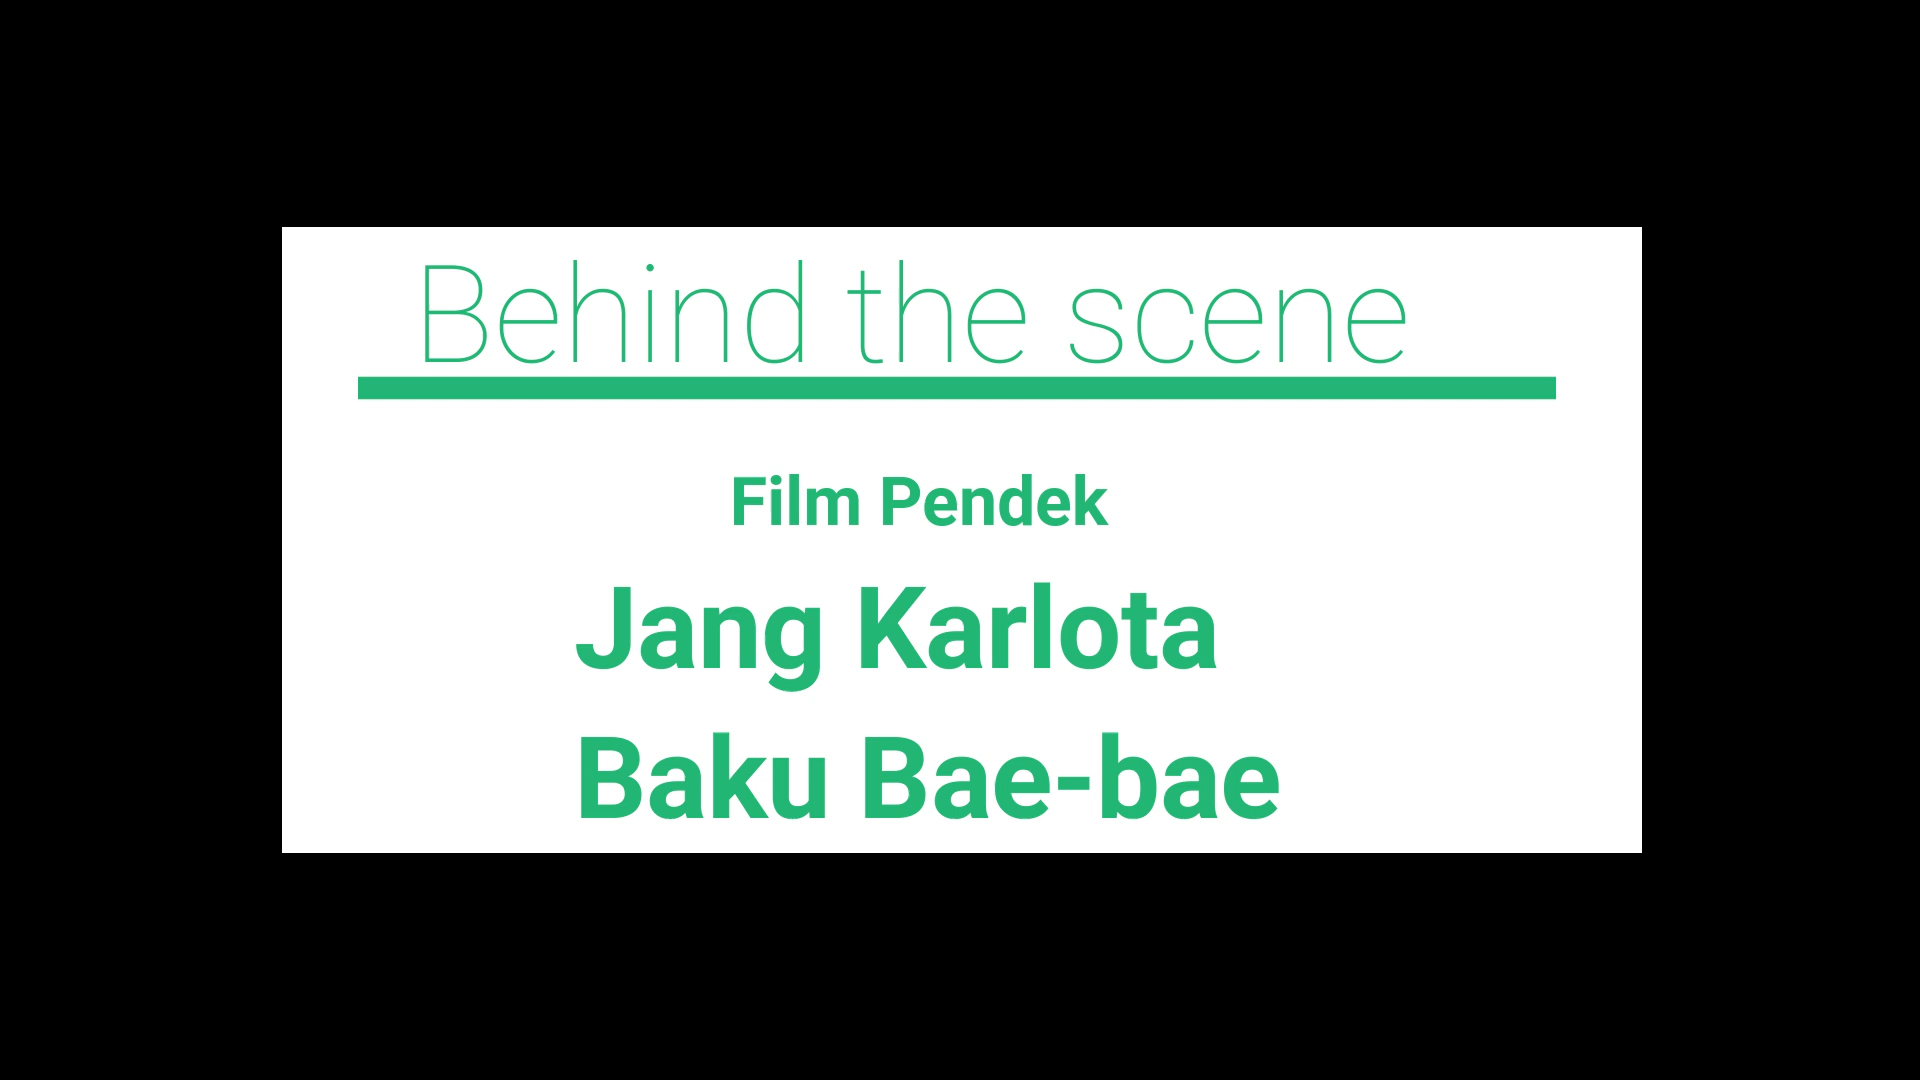 Behind the scene
Film Pendek
Jang Karlota
Baku Bae-bae